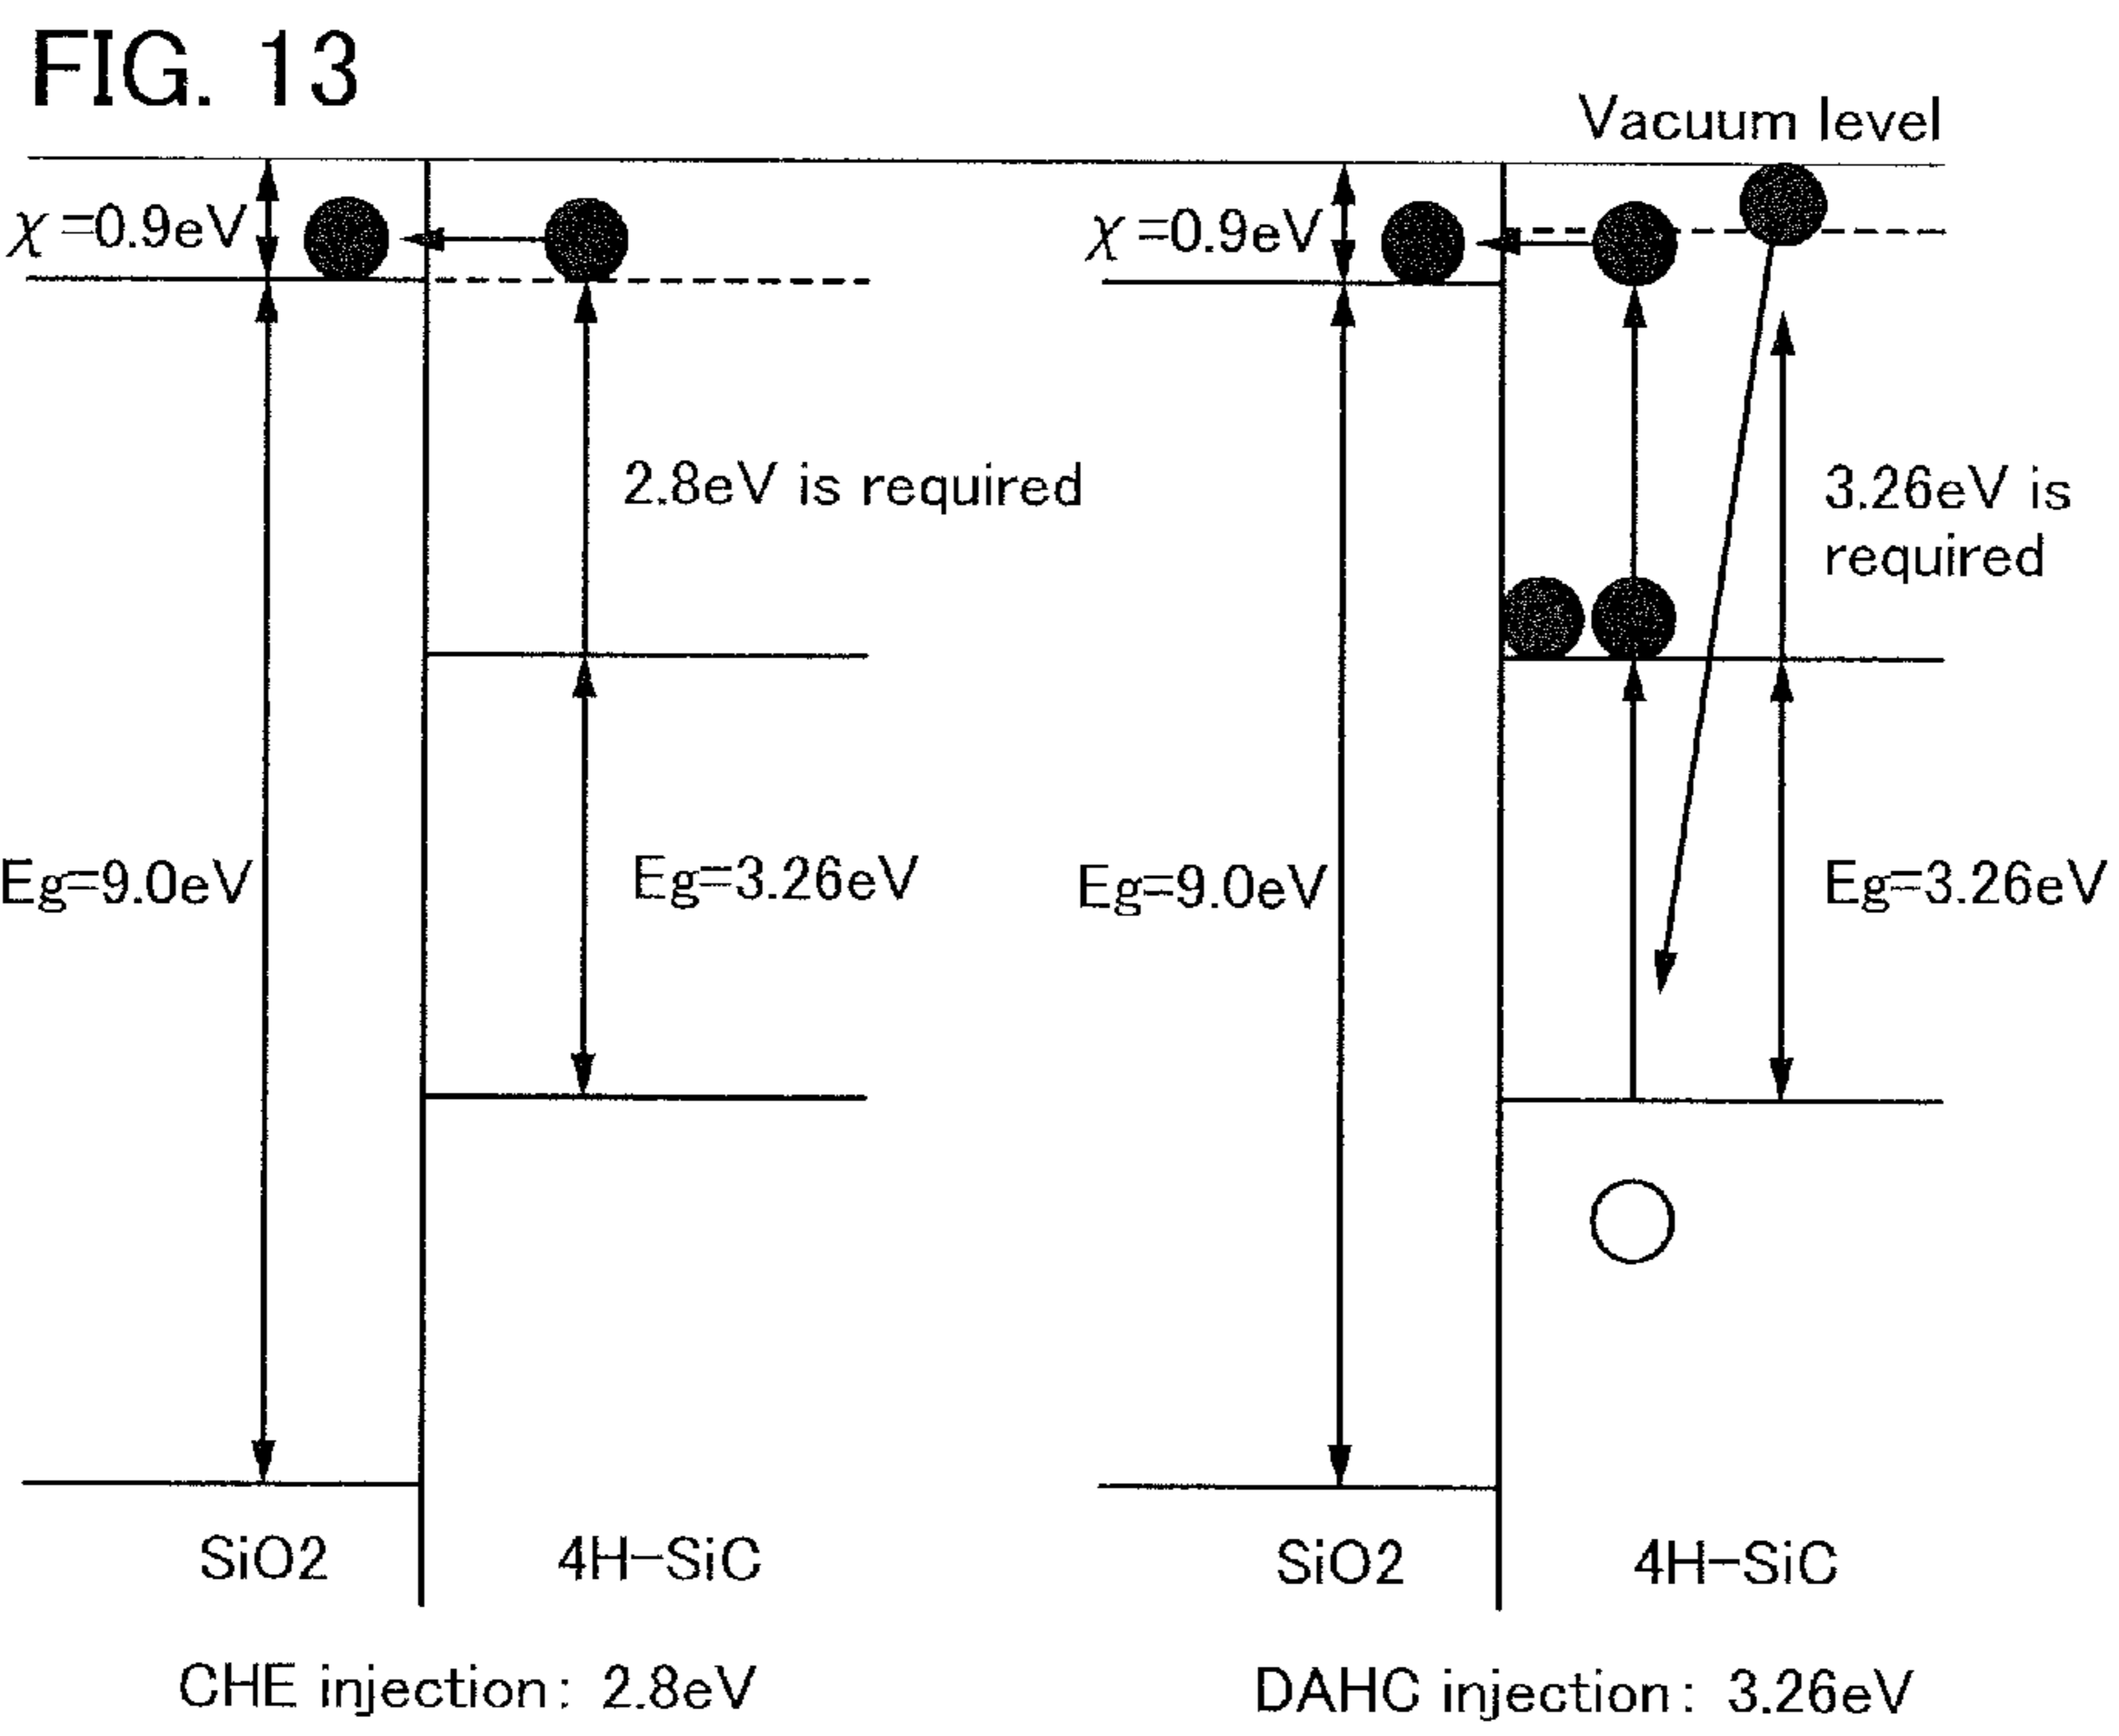 FIG. 13
Vacuum level
χ=0.9eV
χ=0.9eV
2.8eV is required
3.26eV is
required
Eg=9.0eV
Eg=3.26eV
Eg=9.0eV
Eg=3.26eV
SiO2
4H-SiC
SiO2
4H-SiC
CHE injection: 2.8eV
DAHC injection: 3.26eV